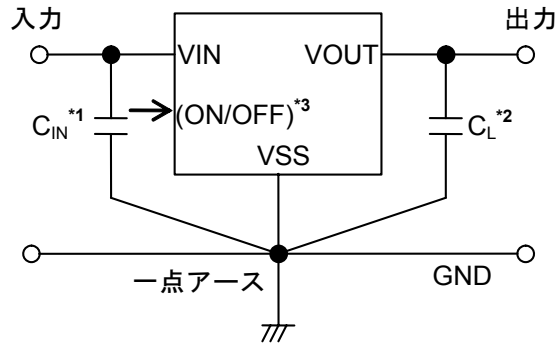 入力 出力
VIN VOUT
CIN*1 (ON/OFF)*3 CL*2
VSS
一点アース GND